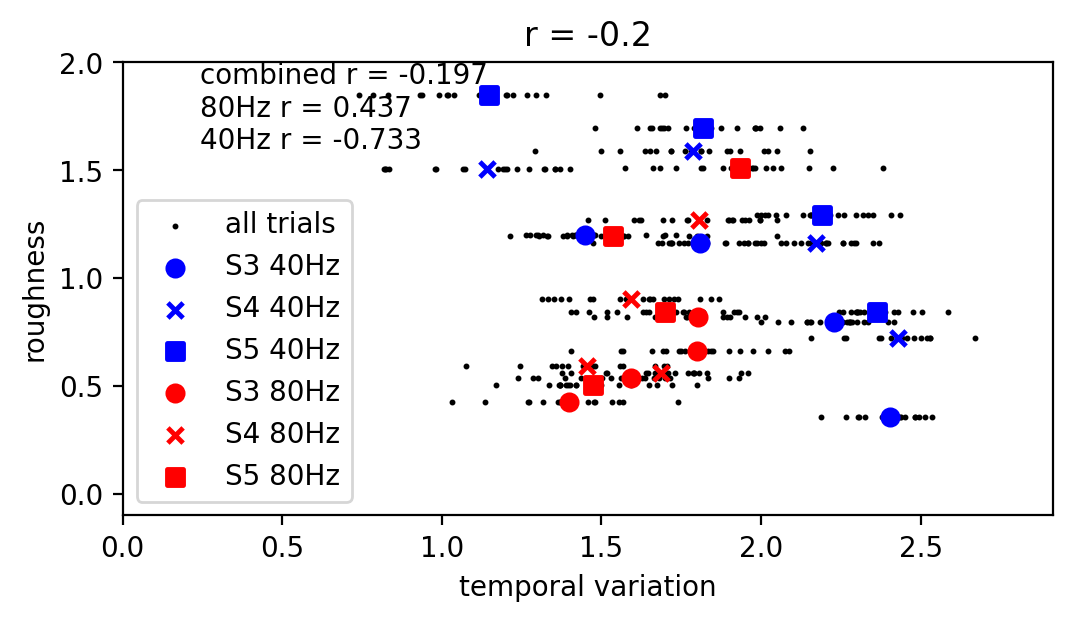 r = -0.2
combined r = -0.197
80Hz r = 0.437
40Hz r = -0.733
2.0
1.5
1.0
0.5
0.0
roughness
all trials
S3 40Hz
S4 40Hz
S5 40Hz
S3 80Hz
S4 80Hz
S5 80Hz
0.0 0.5 1.0 1.5 2.0 2.5
temporal variation